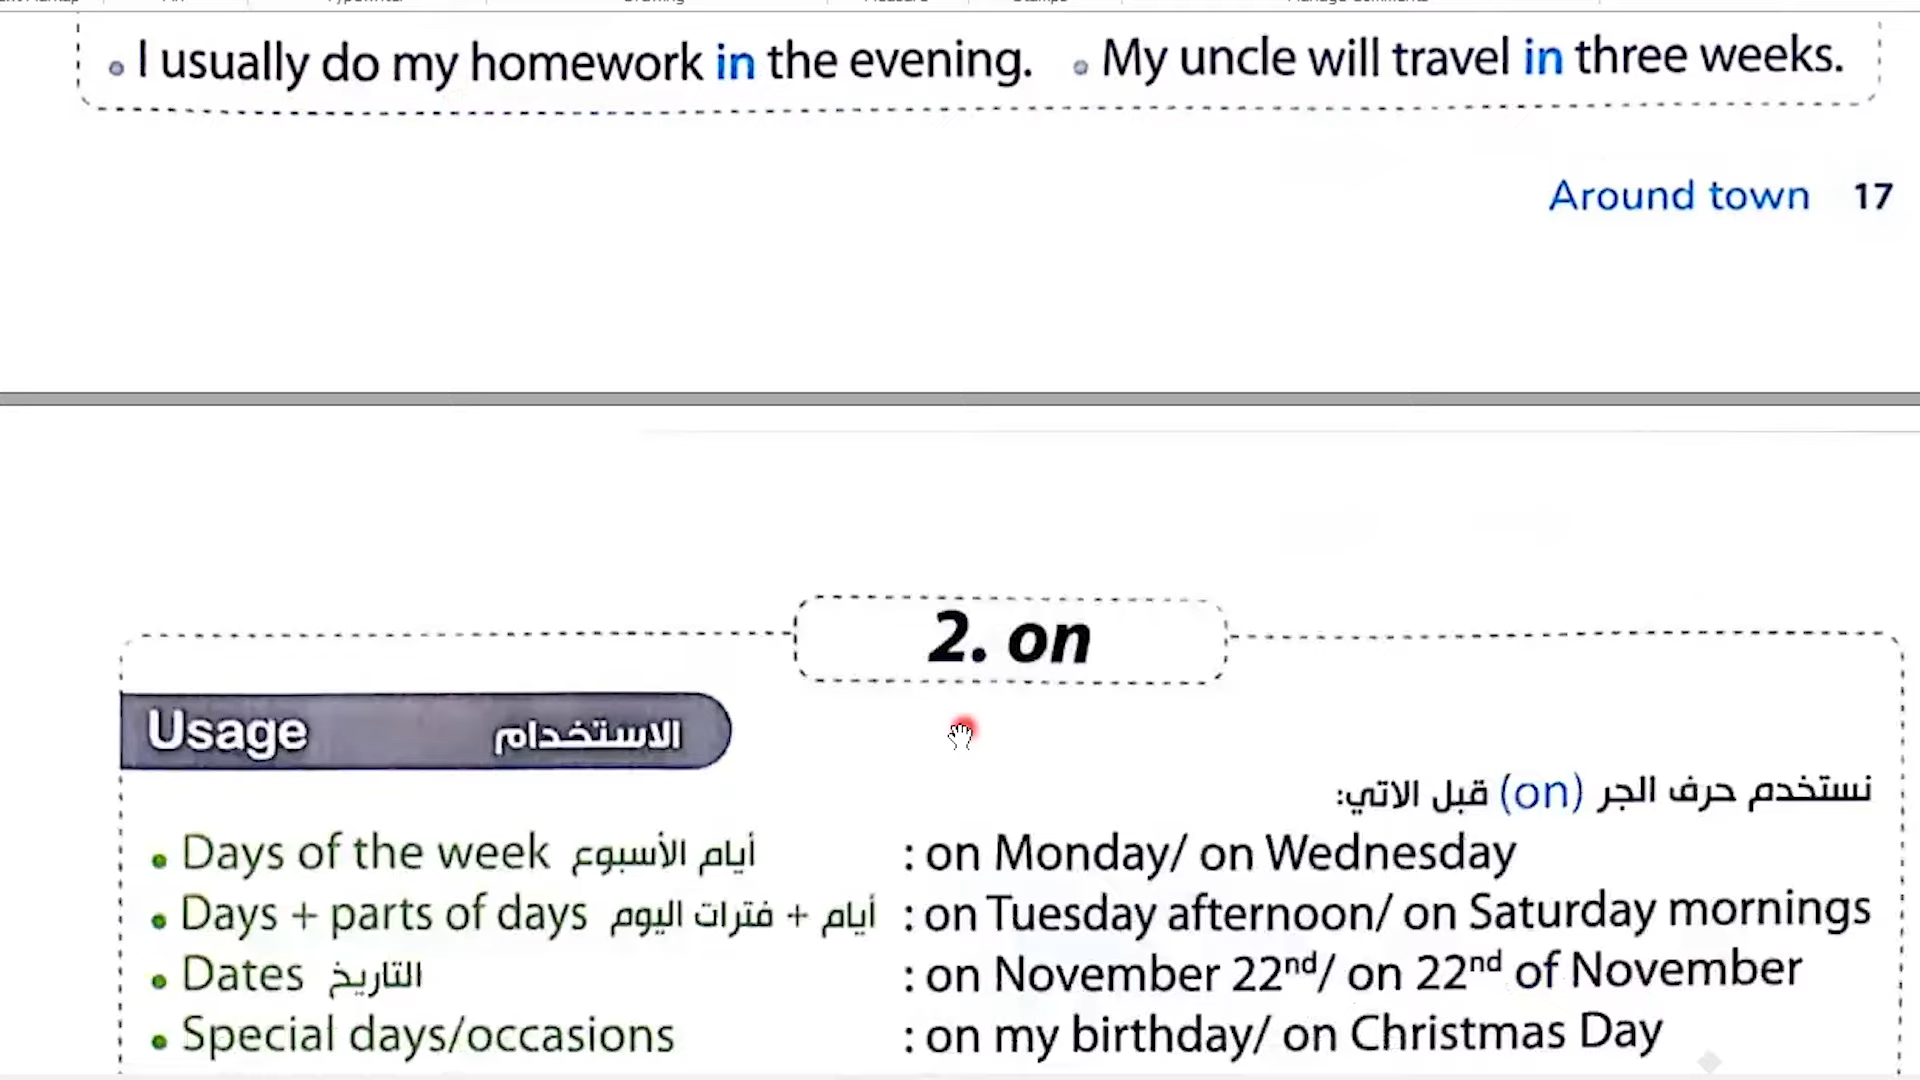 • I usually do my homework in the evening. • My uncle will travel in three weeks.
Around town 17
2. on
Usage الاستخدام
نستخدم حرف الجر (on) قبل الاتي:
• Days of the week أيام الأسبوع : on Monday/ on Wednesday
• Days + parts of days أيام + فترات اليوم : on Tuesday afternoon/ on Saturday mornings
• Dates التاريخ : on November 22nd/ on 22nd of November
• Special days/occasions : on my birthday/ on Christmas Day